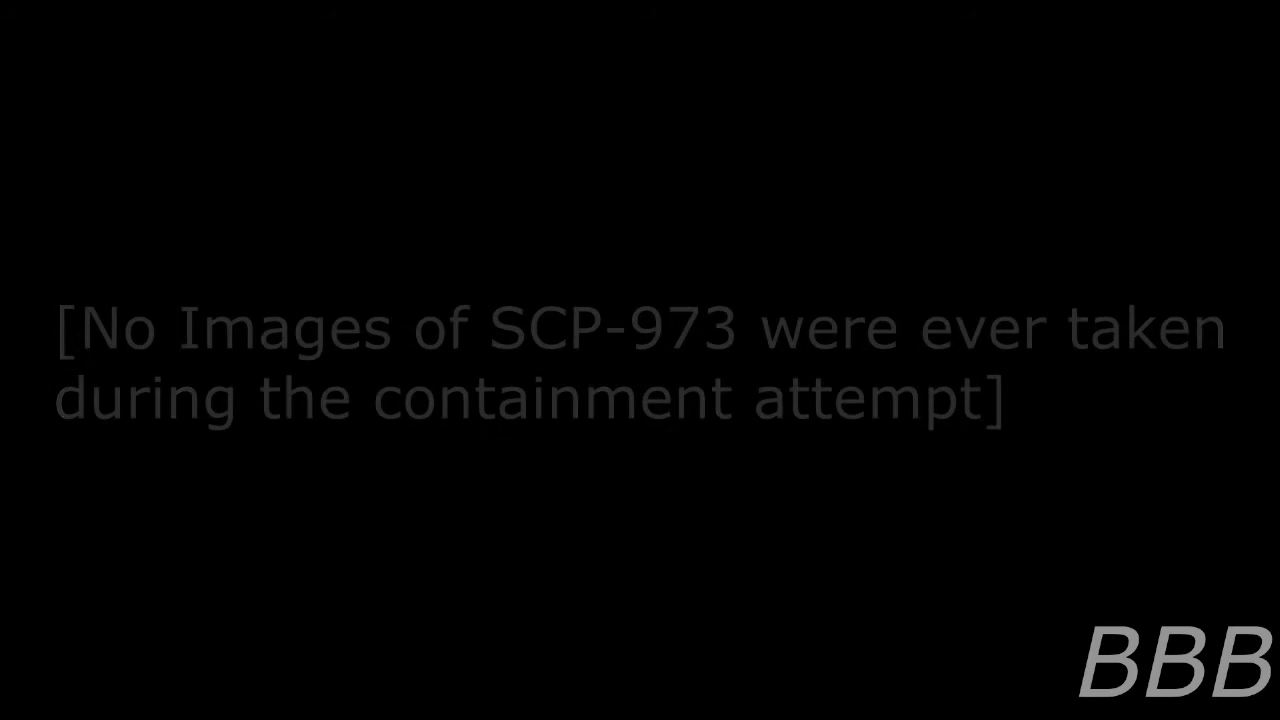 [No Images of SCP-973 were ever taken
during the containment attempt]
BBB